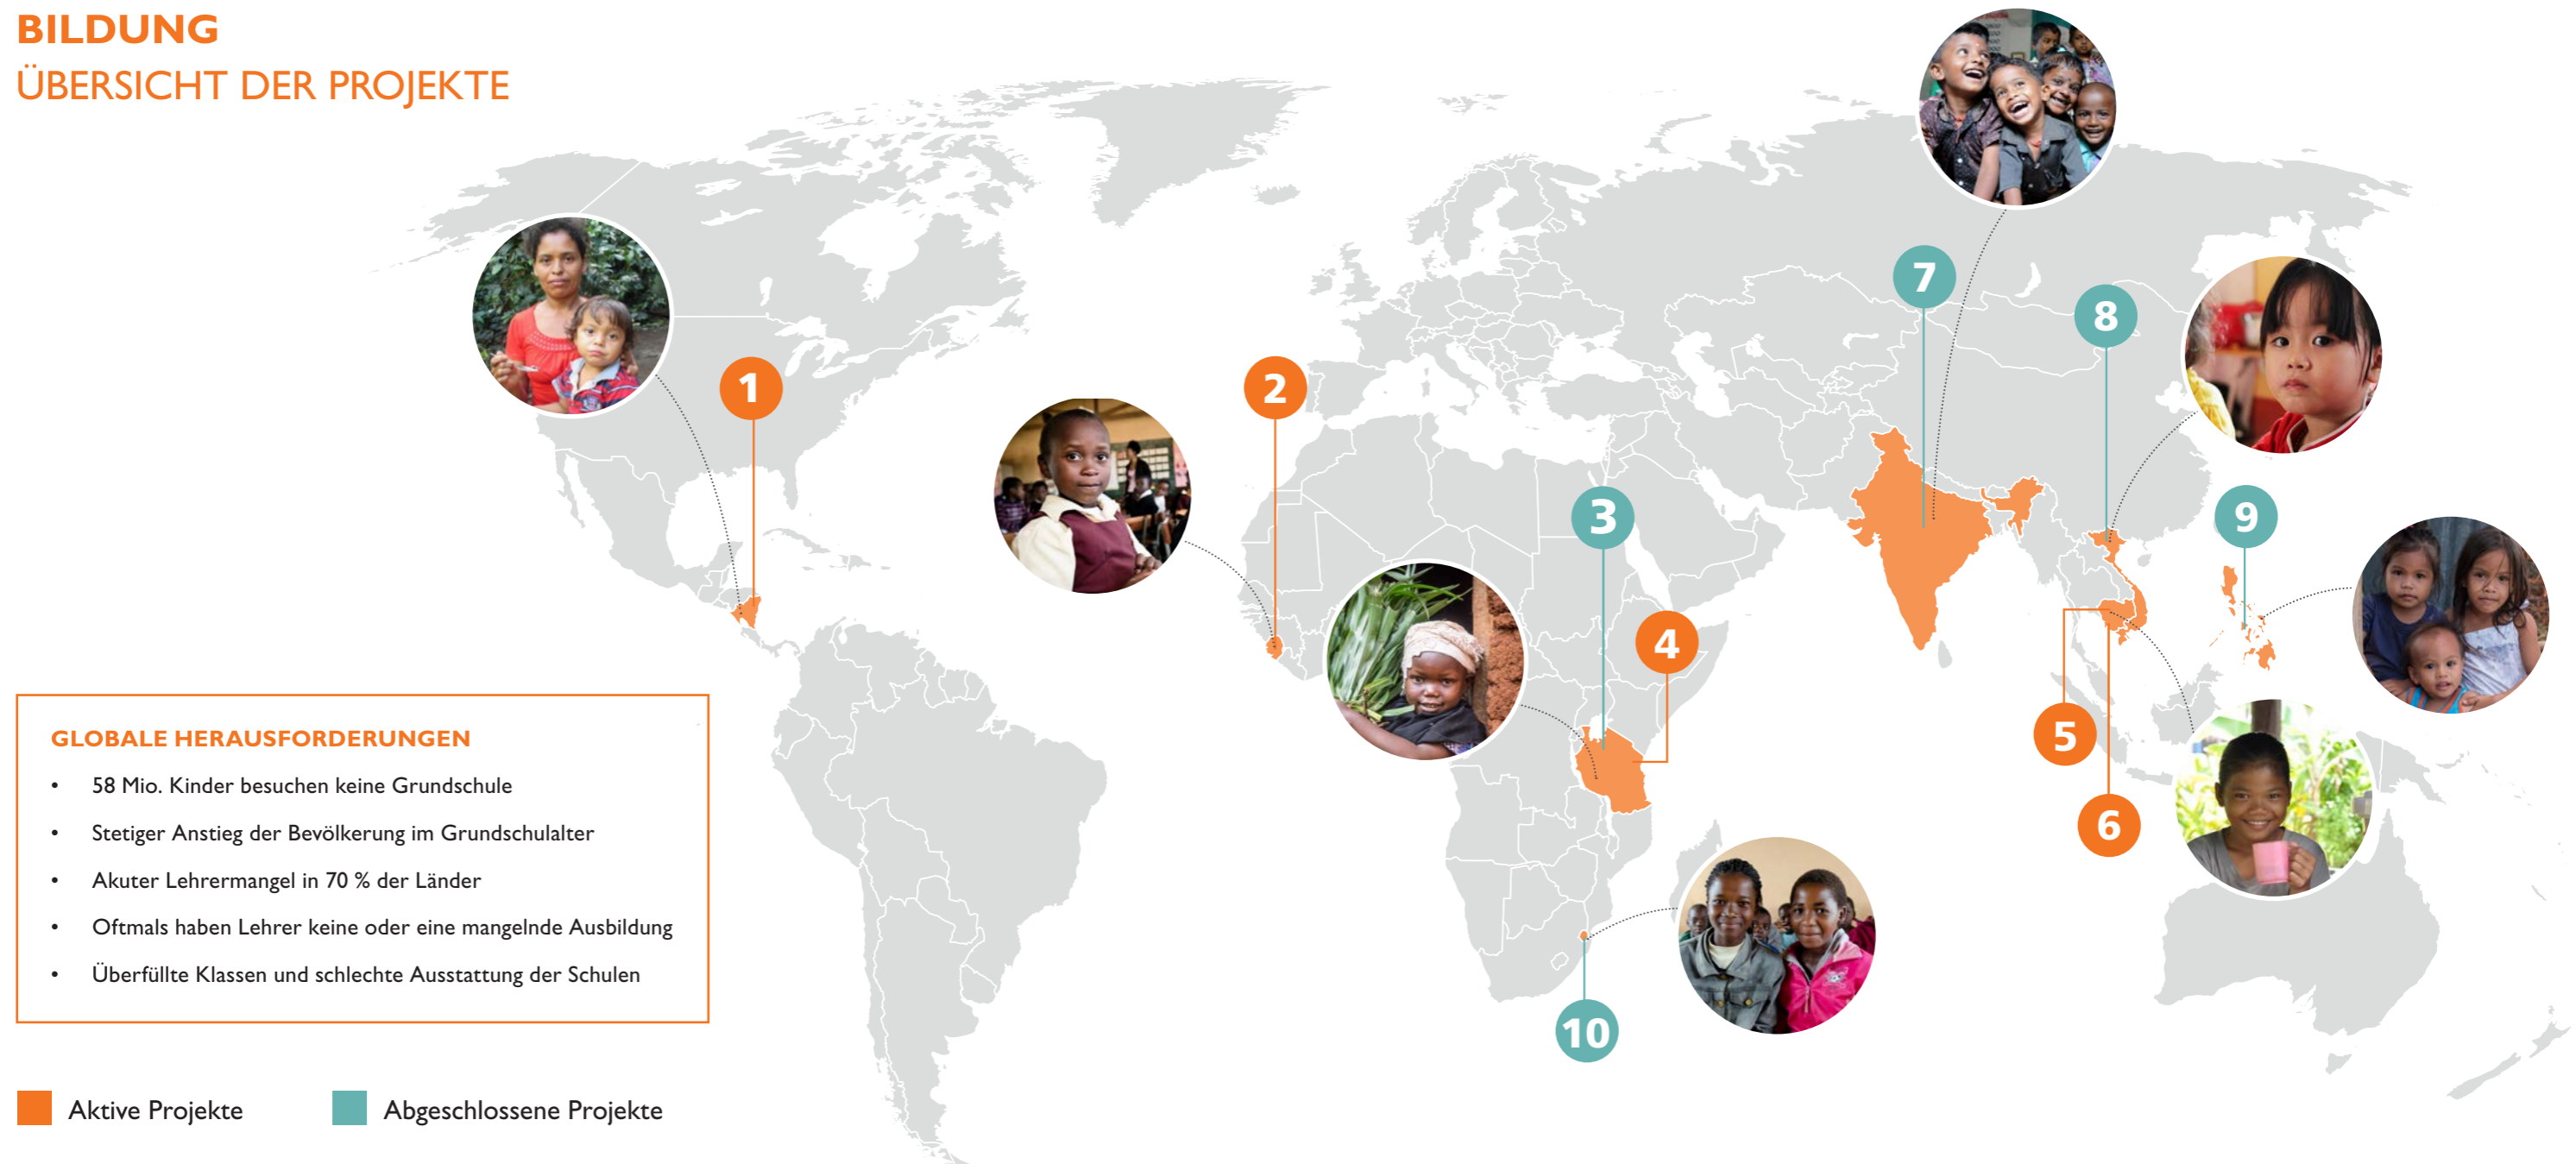 BILDUNG
ÜBERSICHT DER PROJEKTE
1
2
3
4
5
6
7
8
9
10
GLOBALE HERAUSFORDERUNGEN
• 58 Mio. Kinder besuchen keine Grundschule
• Stetiger Anstieg der Bevölkerung im Grundschulalter
• Akuter Lehrermangel in 70 % der Länder
• Oftmals haben Lehrer keine oder eine mangelnde Ausbildung
• Überfüllte Klassen und schlechte Ausstattung der Schulen
Aktive Projekte
Abgeschlossene Projekte